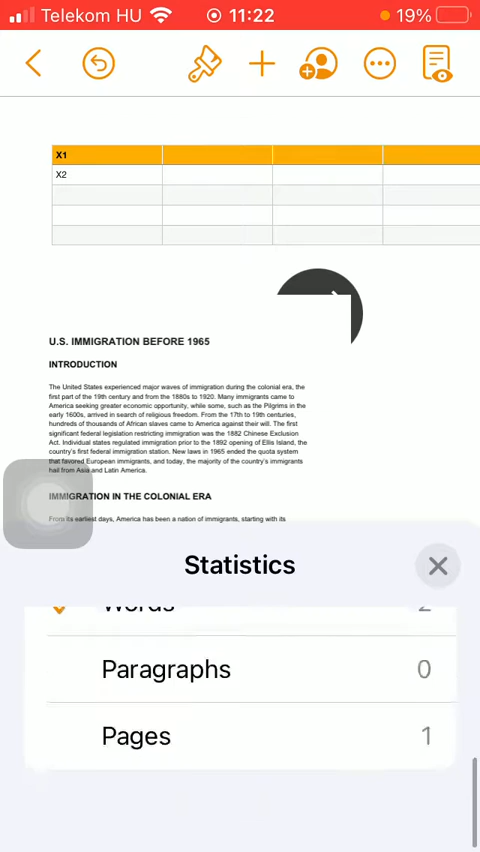 Telekom HU 11:22 19%
X1
X2
U.S. IMMIGRATION BEFORE 1965
INTRODUCTION
The United States experienced major waves of immigration during the colonial era, the
first part of the 19th century and from the 1880s to 1920. Many immigrants came to
America seeking greater economic opportunity, while some, such as the Pilgrims in the
early 1600s, arrived in search of religious freedom. From the 17th to 19th centuries,
hundreds of thousands of African slaves came to America against their will. The first
significant federal legislation restricting immigration was the 1882 Chinese Exclusion
Act. Individual states regulated immigration prior to the 1892 opening of Ellis Island, the
country's first federal immigration station. New laws in 1965 ended the quota system
that favored European immigrants, and today, the majority of the country's immigrants
hail from Asia and Latin America.
IMMIGRATION IN THE COLONIAL ERA
From its earliest days, America has been a nation of immigrants, starting with its
Statistics
Words 2
Paragraphs 0
Pages 1